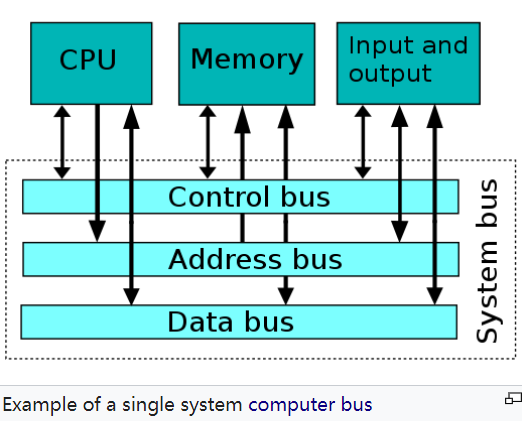 CPU
Memory
Input and
output
Control bus
Address bus
Data bus
System bus
Example of a single system computer bus